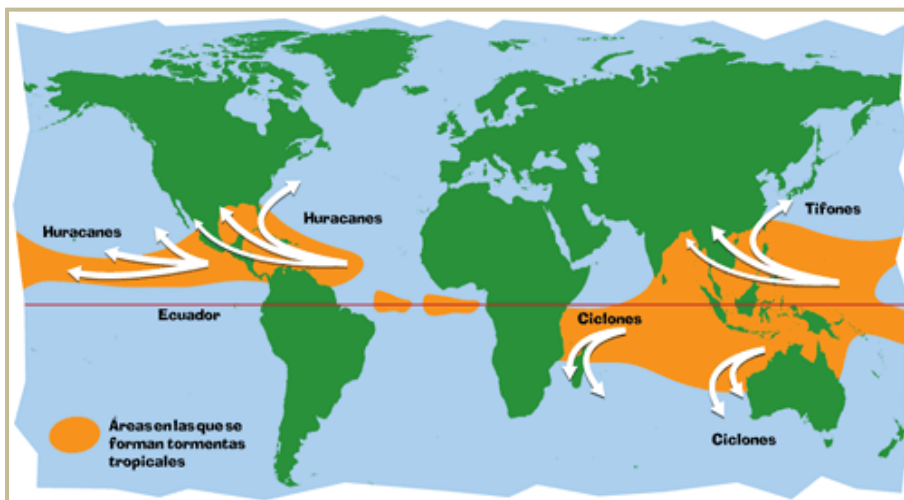 Huracanes
Huracanes
Tifones
Ecuador
Ciclones
Áreas en las que se
forman tormentas
tropicales
Ciclones